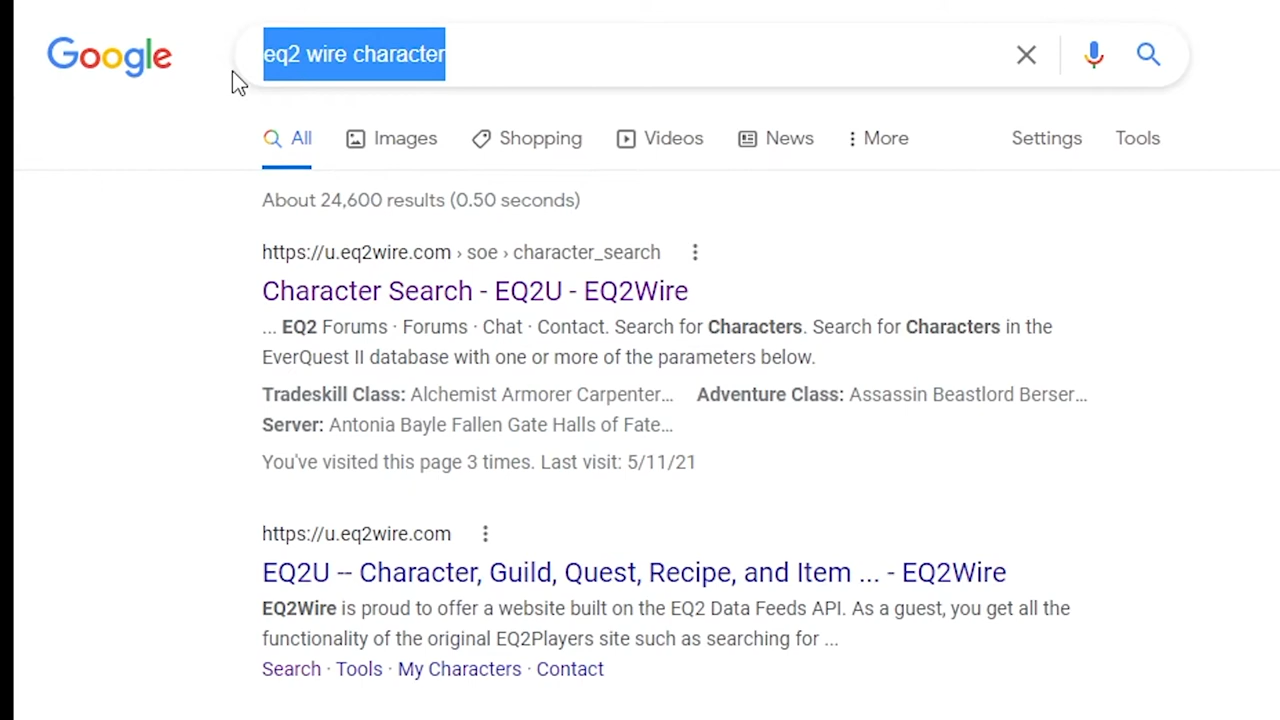 Google
eq2 wire character
All Images Shopping Videos News More Settings Tools
About 24,600 results (0.50 seconds)
https://u.eq2wire.com › soe › character_search
Character Search - EQ2U - EQ2Wire
... EQ2 Forums · Forums · Chat · Contact. Search for Characters. Search for Characters in the
EverQuest II database with one or more of the parameters below.
Tradeskill Class: Alchemist Armorer Carpenter... Adventure Class: Assassin Beastlord Berser...
Server: Antonia Bayle Fallen Gate Halls of Fate...
You've visited this page 3 times. Last visit: 5/11/21
https://u.eq2wire.com
EQ2U -- Character, Guild, Quest, Recipe, and Item ... - EQ2Wire
EQ2Wire is proud to offer a website built on the EQ2 Data Feeds API. As a guest, you get all the
functionality of the original EQ2Players site such as searching for ...
Search · Tools · My Characters · Contact